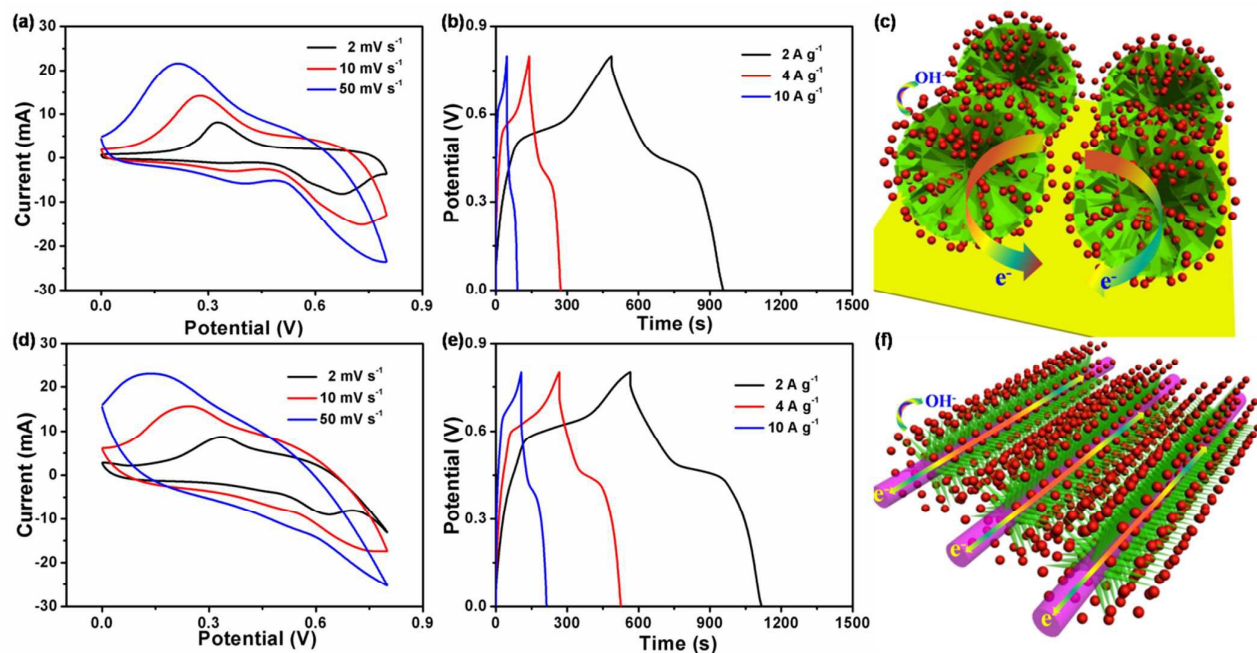 (a)
30
20
10
0
-10
-20
-30
Current (mA)
2 mV s⁻¹
10 mV s⁻¹
50 mV s⁻¹
0.0 0.3 0.6 0.9
Potential (V)
(b)
0.9
0.6
0.3
0.0
Potential (V)
2 A g⁻¹
4 A g⁻¹
10 A g⁻¹
0 300 600 900 1200 1500
Time (s)
(c)
OH⁻
e⁻ e⁻
(d)
30
20
10
0
-10
-20
-30
Current (mA)
2 mV s⁻¹
10 mV s⁻¹
50 mV s⁻¹
0.0 0.3 0.6 0.9
Potential (V)
(e)
0.9
0.6
0.3
0.0
Potential (V)
2 A g⁻¹
4 A g⁻¹
10 A g⁻¹
0 300 600 900 1200 1500
Time (s)
(f)
OH⁻
e⁻
e⁻
e⁻